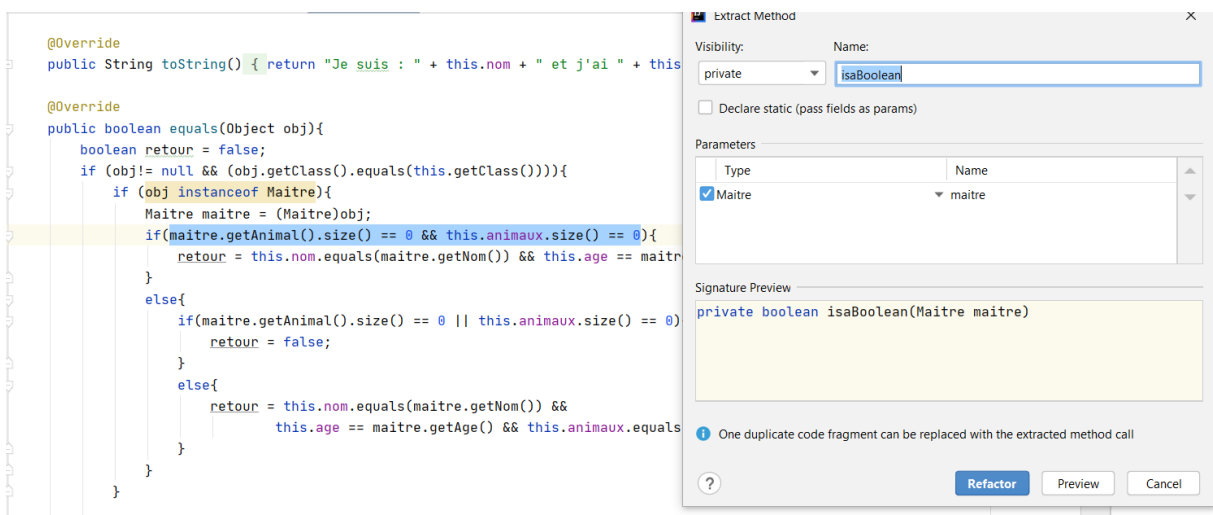 @Override
public String toString() { return "Je suis : " + this.nom + " et j'ai " + this
@Override
public boolean equals(Object obj){
boolean retour = false;
if (obj!= null && (obj.getClass().equals(this.getClass()))){
if (obj instanceof Maitre){
Maitre maitre = (Maitre)obj;
if(maitre.getAnimal().size() == 0 && this.animaux.size() == 0){
retour = this.nom.equals(maitre.getNom()) && this.age == maitr
}
else{
if(maitre.getAnimal().size() == 0 || this.animaux.size() == 0)
retour = false;
}
else{
retour = this.nom.equals(maitre.getNom()) &&
this.age == maitre.getAge() && this.animaux.equals
}
}
}
Extract Method
Visibility:
Name:
private
isaBoolean
Declare static (pass fields as params)
Parameters
Type
Name
Maitre
maitre
Signature Preview
private boolean isaBoolean(Maitre maitre)
One duplicate code fragment can be replaced with the extracted method call
?
Refactor
Preview
Cancel